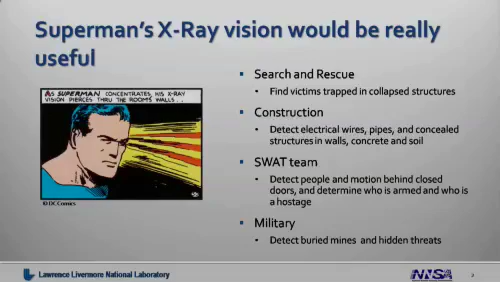 Superman's X-Ray vision would be really
useful
AS SUPERMAN CONCENTRATES, HIS X-RAY
VISION PIERCES THRU THE ROOM'S WALLS...
© DC Comics
Search and Rescue
Find victims trapped in collapsed structures
Construction
Detect electrical wires, pipes, and concealed
structures in walls, concrete and soil
SWAT team
Detect people and motion behind closed
doors, and determine who is armed and who is
a hostage
Military
Detect buried mines and hidden threats
Lawrence Livermore National Laboratory
NNSA